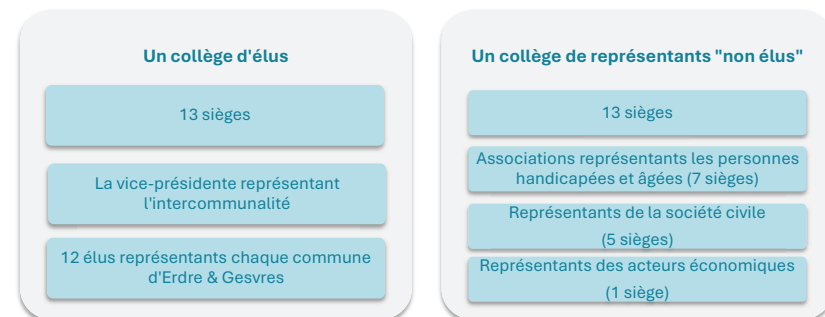 Un collège d'élus
13 sièges
La vice-présidente représentant
l'intercommunalité
12 élus représentants chaque commune
d'Erdre & Gesvres
Un collège de représentants "non élus"
13 sièges
Associations représentants les personnes
handicapées et âgées (7 sièges)
Représentants de la société civile
(5 sièges)
Représentants des acteurs économiques
(1 siège)